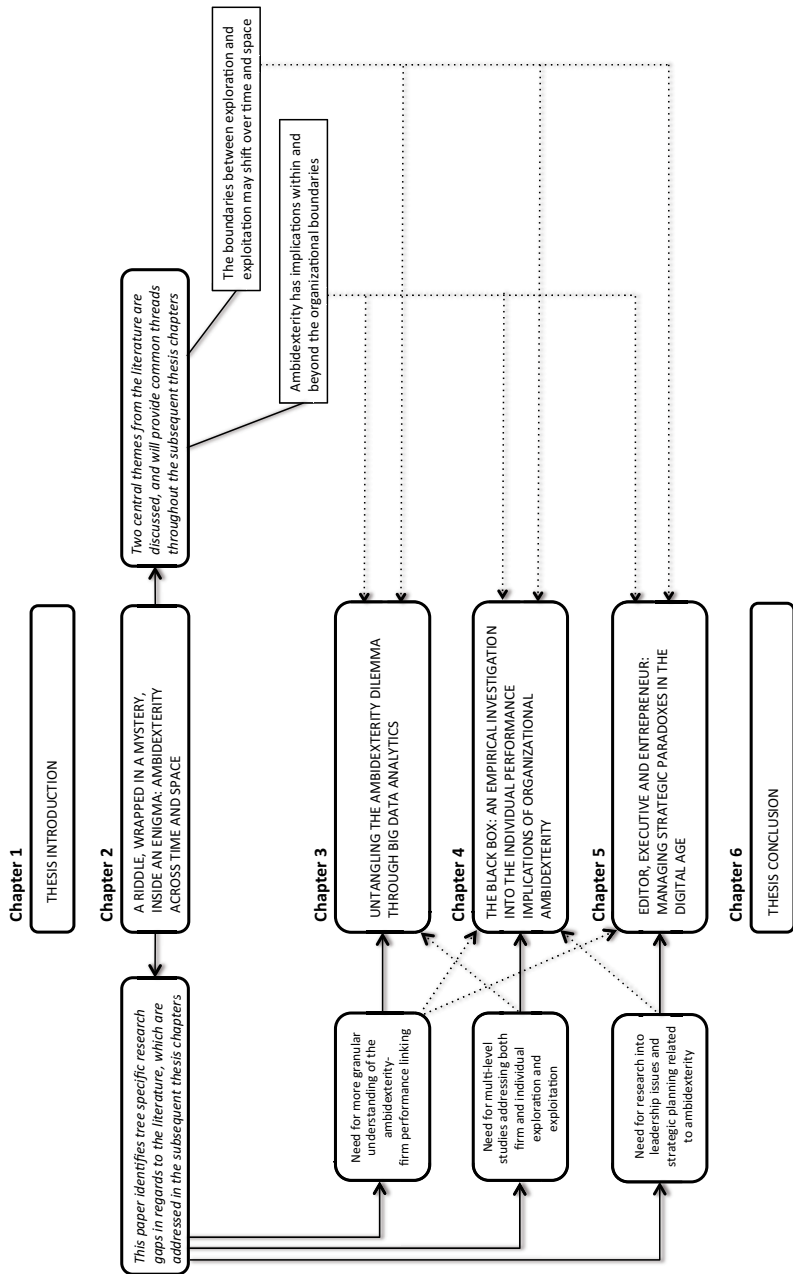 Chapter 1
THESIS INTRODUCTION
Chapter 2
This paper identifies tree specific research
gaps in regards to the literature, which are
addressed in the subsequent thesis chapters
A RIDDLE, WRAPPED IN A MYSTERY,
INSIDE AN ENIGMA: AMBIDEXTERITY
ACROSS TIME AND SPACE
Two central themes from the literature are
discussed, and will provide common threads
throughout the subsequent thesis chapters
The boundaries between exploration and
exploitation may shift over time and space
Ambidexterity has implications within and
beyond the organizational boundaries
Chapter 3
Need for more granular
understanding of the
ambidexterity-
firm performance linking
UNTANGLING THE AMBIDEXTERITY DILEMMA
THROUGH BIG DATA ANALYTICS
Chapter 4
Need for multi-level
studies addressing both
firm and individual
exploration and
exploitation
THE BLACK BOX: AN EMPIRICAL INVESTIGATION
INTO THE INDIVIDUAL PERFORMANCE
IMPLICATIONS OF ORGANIZATIONAL
AMBIDEXTERITY
Chapter 5
Need for research into
leadership issues and
strategic planning related
to ambidexterity
EDITOR, EXECUTIVE AND ENTREPRENEUR:
MANAGING STRATEGIC PARADOXES IN THE
DIGITAL AGE
Chapter 6
THESIS CONCLUSION